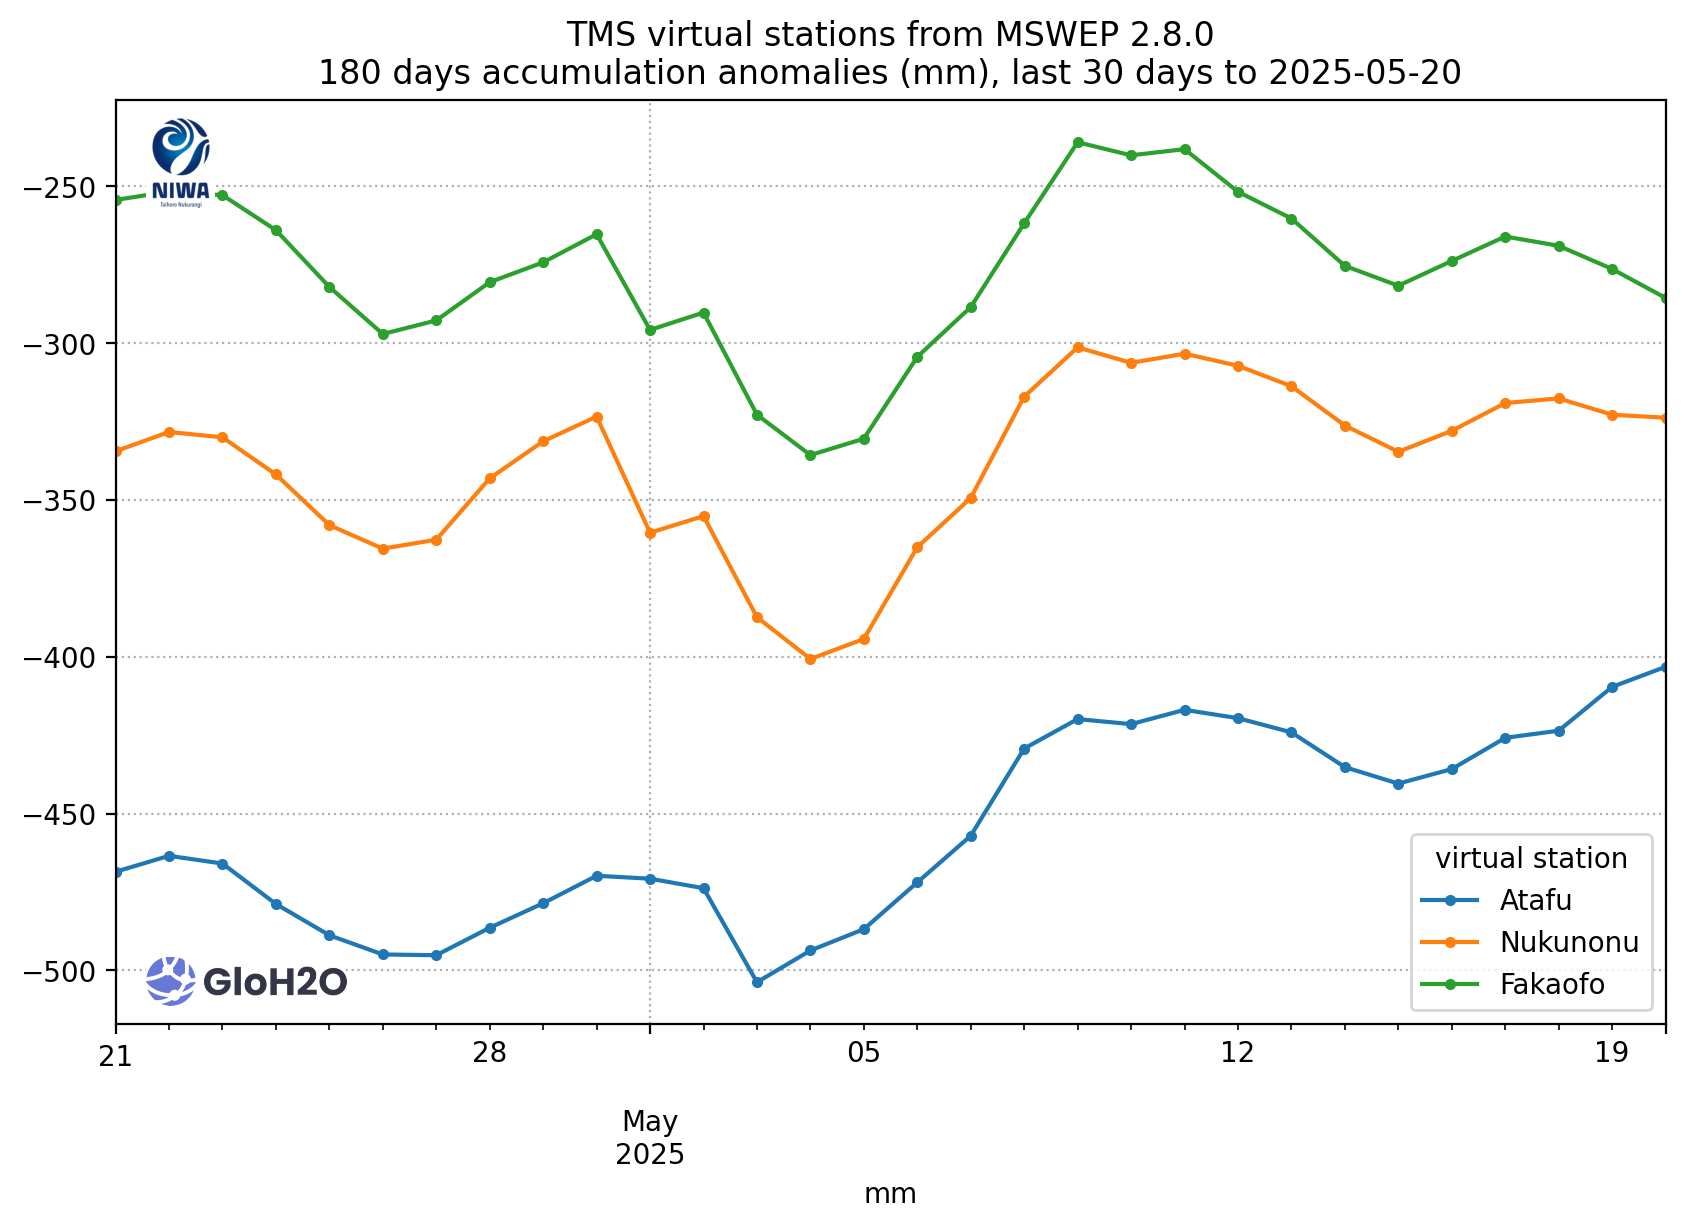 TMS virtual stations from MSWEP 2.8.0
180 days accumulation anomalies (mm), last 30 days to 2025-05-20
NIWA
Taihoro Nukurangi
−250
−300
−350
−400
−450
−500
virtual station
Atafu
Nukunonu
Fakaofo
GloH2O
21
28
05
12
19
May
2025
mm